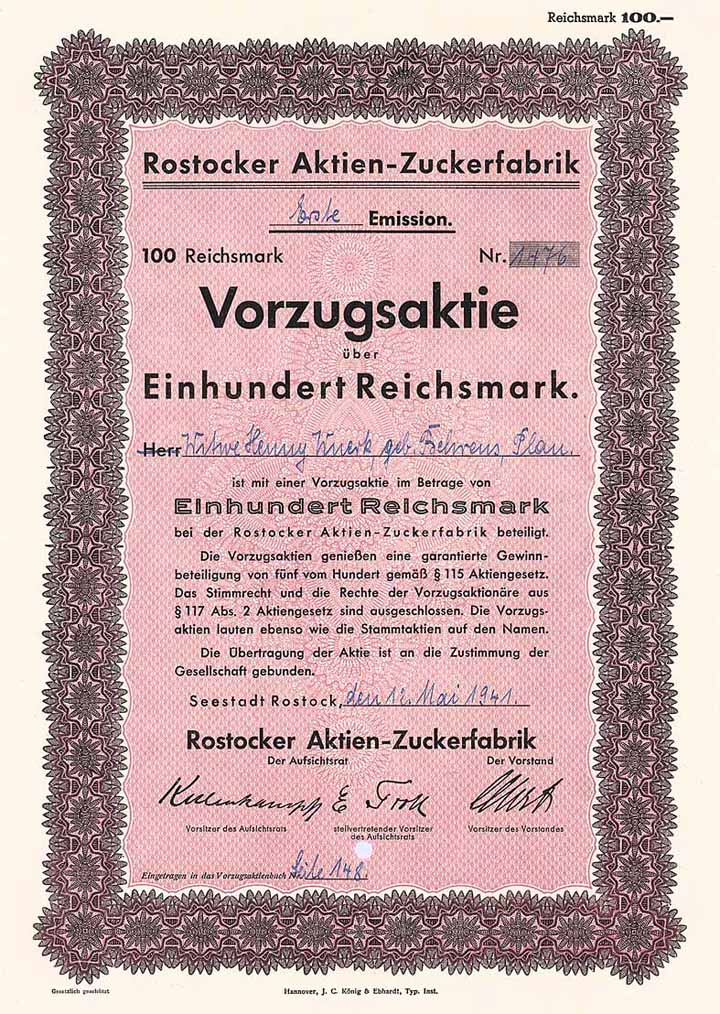 Reichsmark 100.—
Rostocker Aktien-Zuckerfabrik
Erste Emission.
100 Reichsmark Nr. 1476
Vorzugsaktie
über
Einhundert Reichsmark.
Herr Witwe Henny geb. Behrens, Plau.
ist mit einer Vorzugsaktie im Betrage von
Einhundert Reichsmark
bei der Rostocker Aktien-Zuckerfabrik beteiligt.
Die Vorzugsaktien genießen eine garantierte Gewinn-
beteiligung von fünf vom Hundert gemäß § 115 Aktiengesetz.
Das Stimmrecht und die Rechte der Vorzugsaktionäre aus
§ 117 Abs. 2 Aktiengesetz sind ausgeschlossen. Die Vorzugs-
aktien lauten ebenso wie die Stammaktien auf den Namen.
Die Übertragung der Aktie ist an die Zustimmung der
Gesellschaft gebunden.
Seestadt Rostock, den 12. Mai 1941.
Rostocker Aktien-Zuckerfabrik
Der Aufsichtsrat Der Vorstand
E. Troll
Vorsitzer des Aufsichtsrats stellvertretender Vorsitzer des Aufsichtsrats Vorsitzer des Vorstandes
Eingetragen in das Vorzugsaktienbuch Seite 148.
Gesetzlich geschützt Hannover, J. C. König & Ebhardt, Typ. Inst.